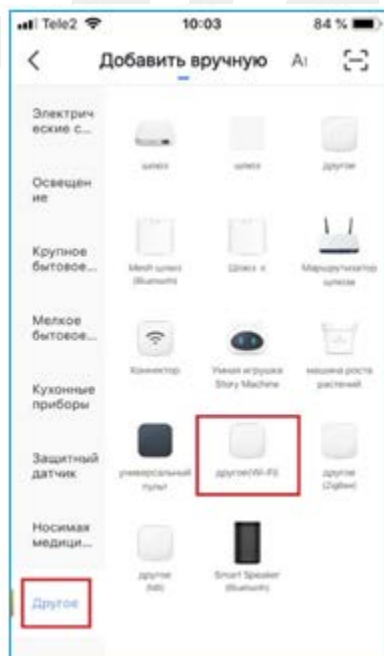 Tele2
10:03
84 %
Добавить вручную
Электрич
еские с...
Освещен
ие
Крупное
бытовое...
Мелкое
бытовое...
Кухонные
приборы
Защитный
датчик
Носимая
медици...
Другое
шлюз
шлюз
другое
Mesh шлюз
(Bluetooth)
Шлюз
Маршрутизатор
шлюза
Коннектор
Умная игрушка
Story Machine
машина роста
растений
универсальный
пульт
другое(Wi-Fi)
другое
(ZigBee)
другое
(NB)
Smart Speaker
(Bluetooth)